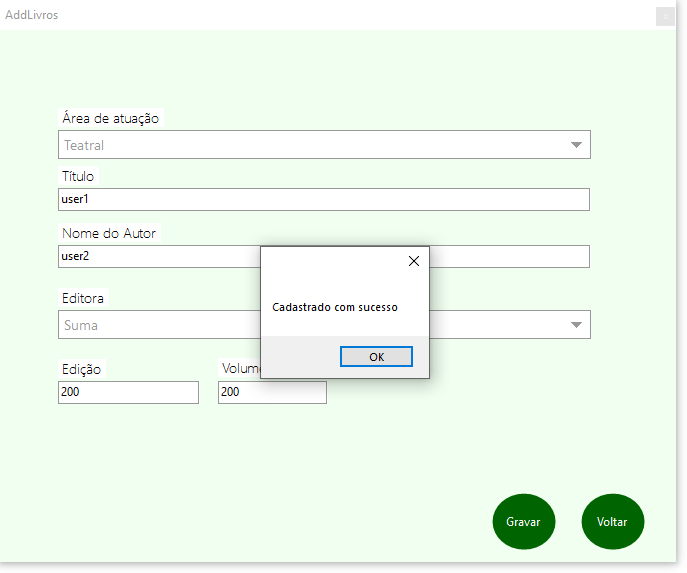 AddLivros
Área de atuação
Teatral
Título
user1
Nome do Autor
user2
Cadastrado com sucesso
OK
Editora
Suma
Edição
200
200
Gravar
Voltar